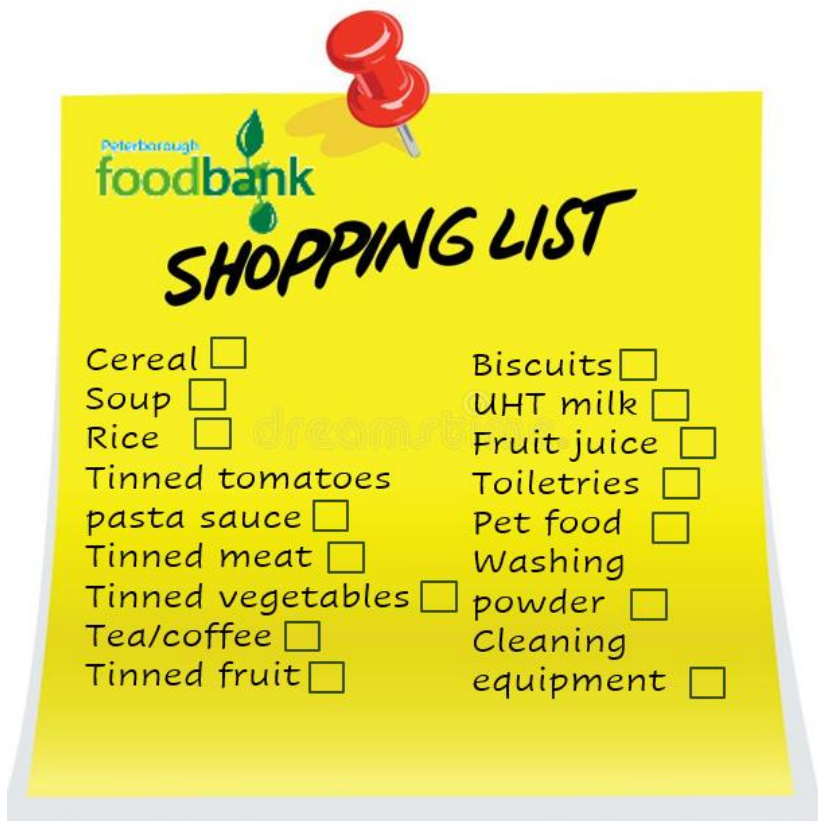 Peterborough
foodbank
SHOPPING LIST
Cereal
Soup
Rice
Tinned tomatoes
pasta sauce
Tinned meat
Tinned vegetables
Tea/coffee
Tinned fruit
Biscuits
UHT milk
Fruit juice
Toiletries
Pet food
Washing
powder
Cleaning
equipment
dreamstime.